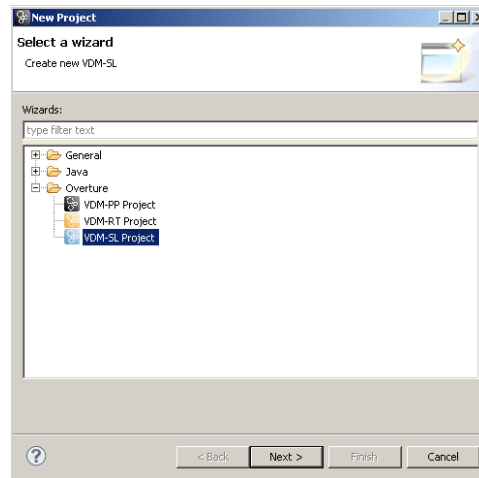 New Project
Select a wizard
Create new VDM-SL
Wizards:
type filter text
General
Java
Overture
VDM-PP Project
VDM-RT Project
VDM-SL Project
< Back Next > Finish Cancel